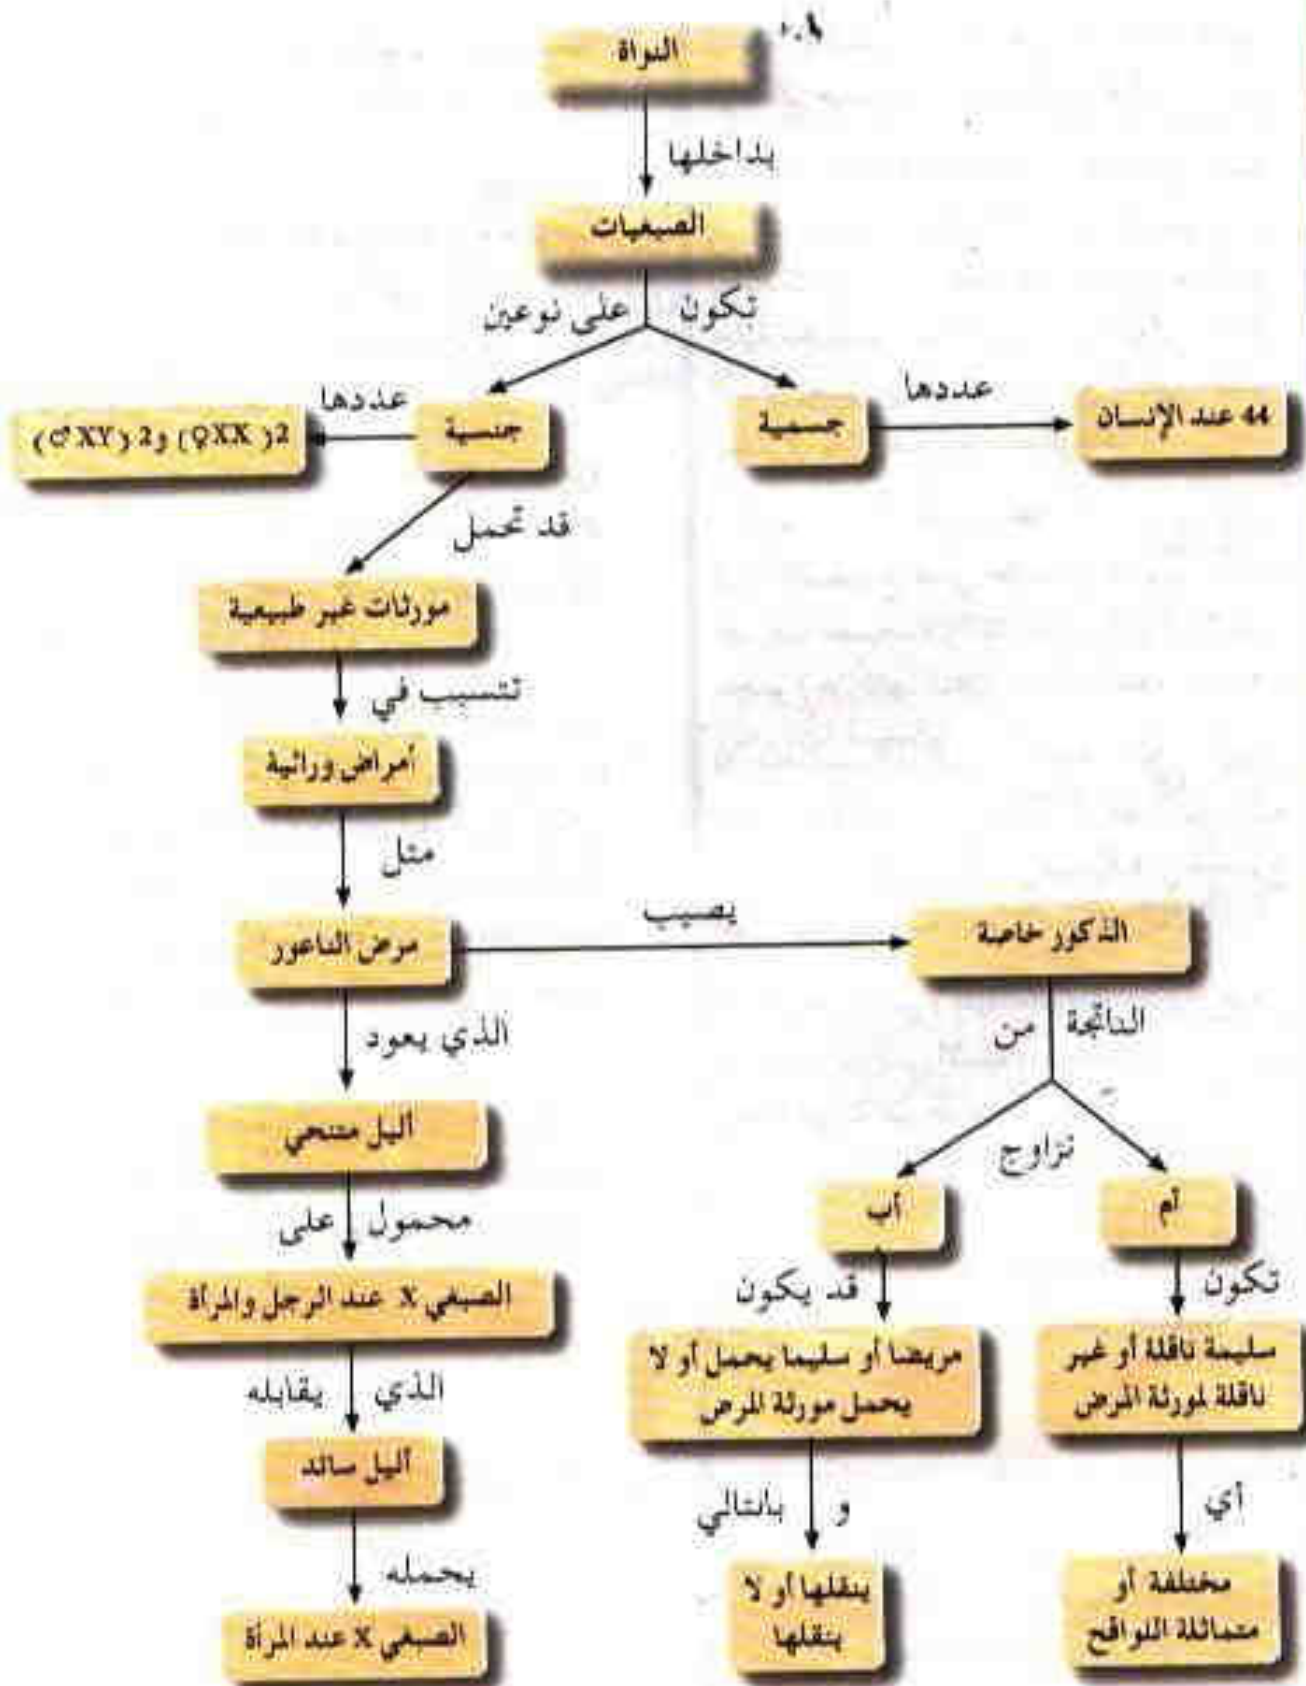 النواة
بداخلها
الصبغيات
تكون على نوعين
44 عند الإنسان
عددها
جسمية
جنسية
عددها
2( ♀XX) و2 (♂XY)
قد تحمل
مورثات غير طبيعية
تتسبب في
أمراض وراثية
مثل
مرض الناعور
يصيب
الذكور خاصة
الناتجة من
تزاوج
أم
أب
تكون
قد يكون
سليمة ناقلة أو غير
ناقلة لمورثة المرض
مريضا أو سليما يحمل أو لا
يحمل مورثة المرض
أي
و بالتالي
مختلفة أو
متماثلة اللواقح
ينقلها أو لا
ينقلها
الذي يعود
أليل متنحي
محمول على
الصبغي X عند الرجل والمرأة
الذي يقابله
أليل سائد
يحمله
الصبغي X عند المرأة